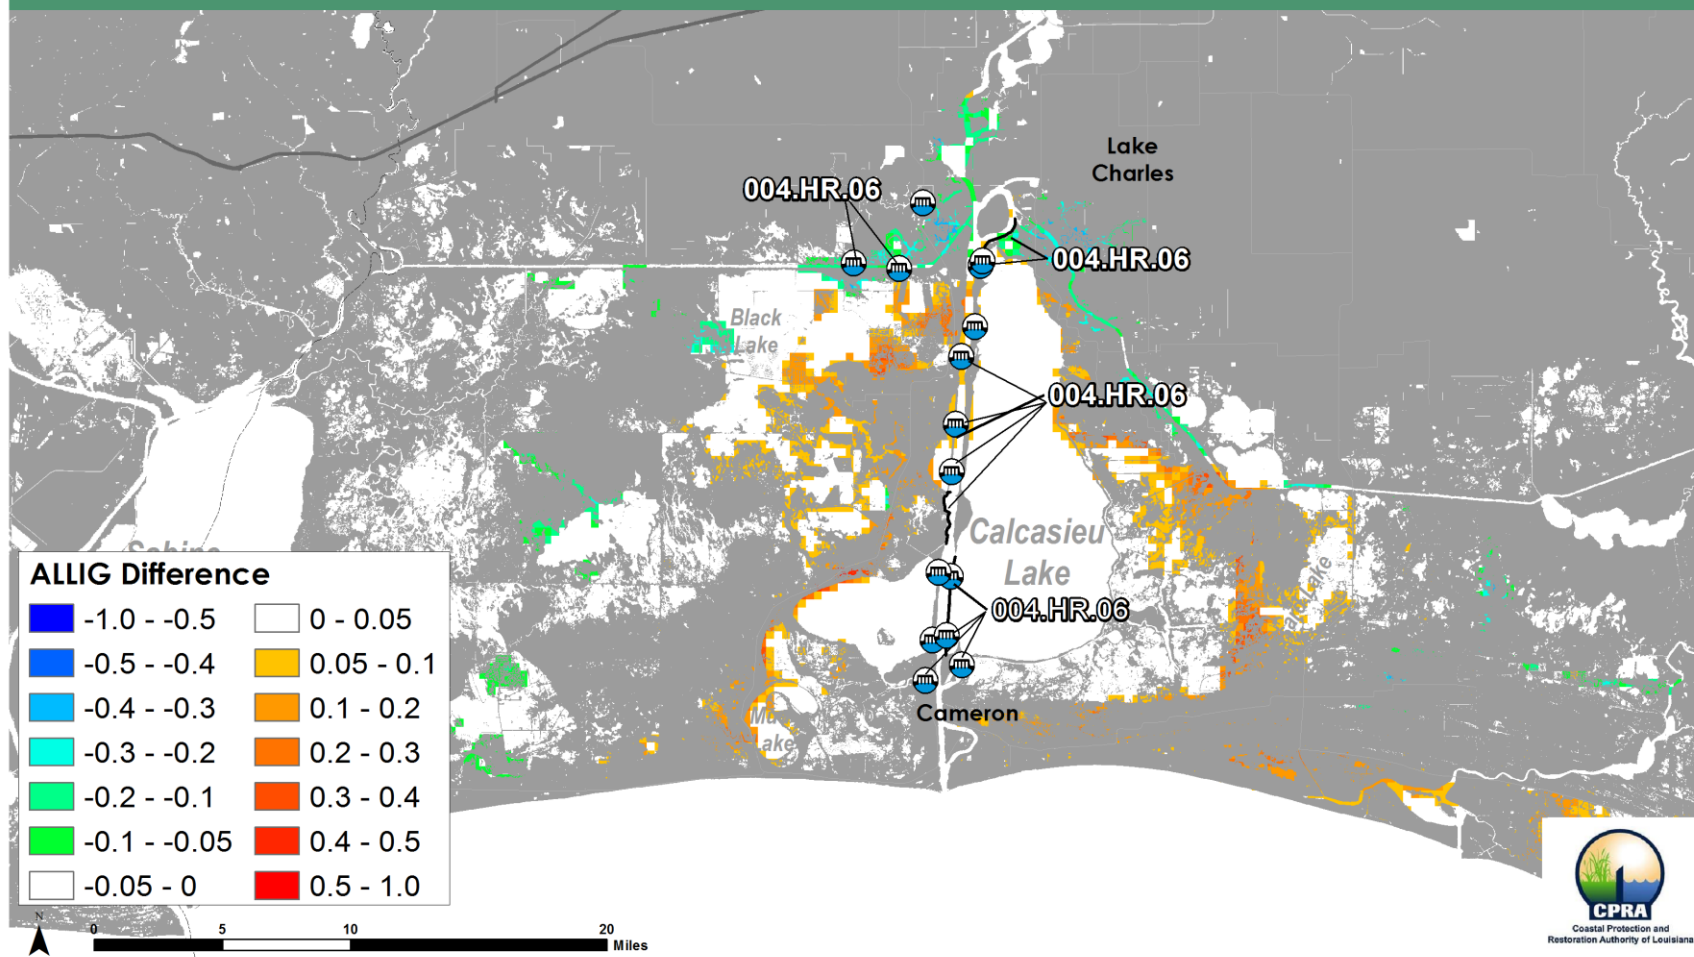 Lake
Charles
004.HR.06
004.HR.06
Black
Lake
004.HR.06
Calcasieu
Lake
004.HR.06
Lake
Cameron
Lake
ALLIG Difference
-1.0 - -0.5
-0.5 - -0.4
-0.4 - -0.3
-0.3 - -0.2
-0.2 - -0.1
-0.1 - -0.05
-0.05 - 0
0 - 0.05
0.05 - 0.1
0.1 - 0.2
0.2 - 0.3
0.3 - 0.4
0.4 - 0.5
0.5 - 1.0
N
0 5 10 20
Miles
CPRA
Coastal Protection and
Restoration Authority of Louisiana